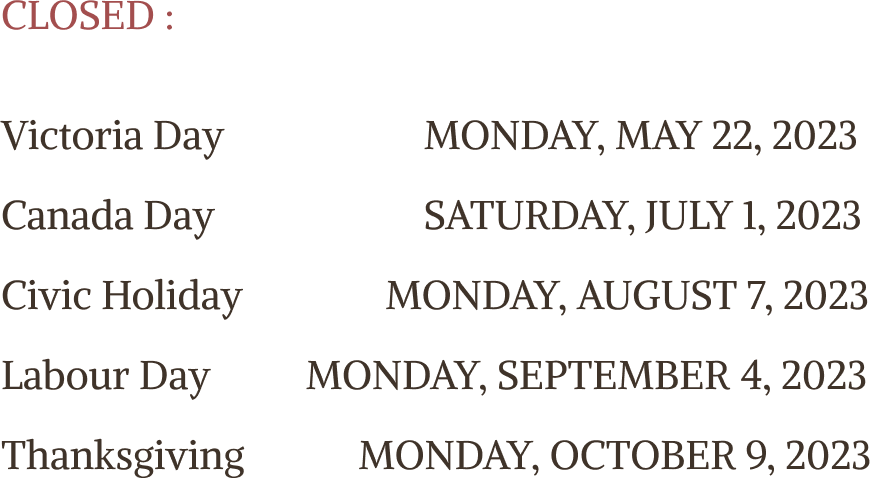 CLOSED :
Victoria Day MONDAY, MAY 22, 2023
Canada Day SATURDAY, JULY 1, 2023
Civic Holiday MONDAY, AUGUST 7, 2023
Labour Day MONDAY, SEPTEMBER 4, 2023
Thanksgiving MONDAY, OCTOBER 9, 2023